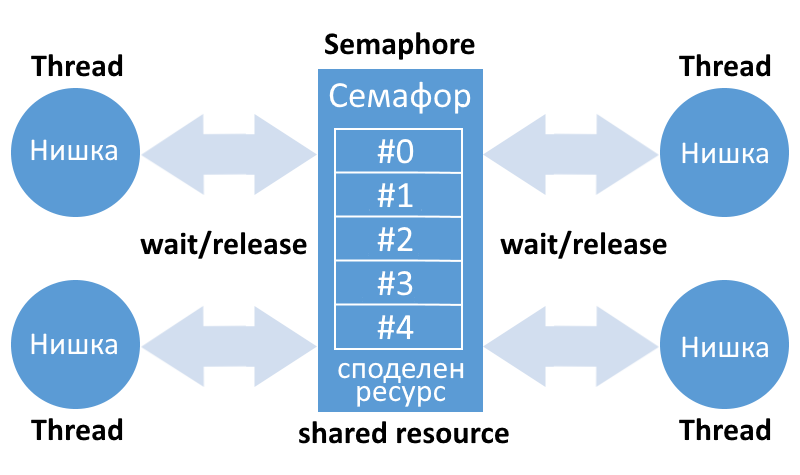 Semaphore
Thread
Thread
Семафор
Нишка
#0
Нишка
#1
wait/release
#2
wait/release
#3
Нишка
#4
Нишка
споделен
ресурс
Thread
shared resource
Thread